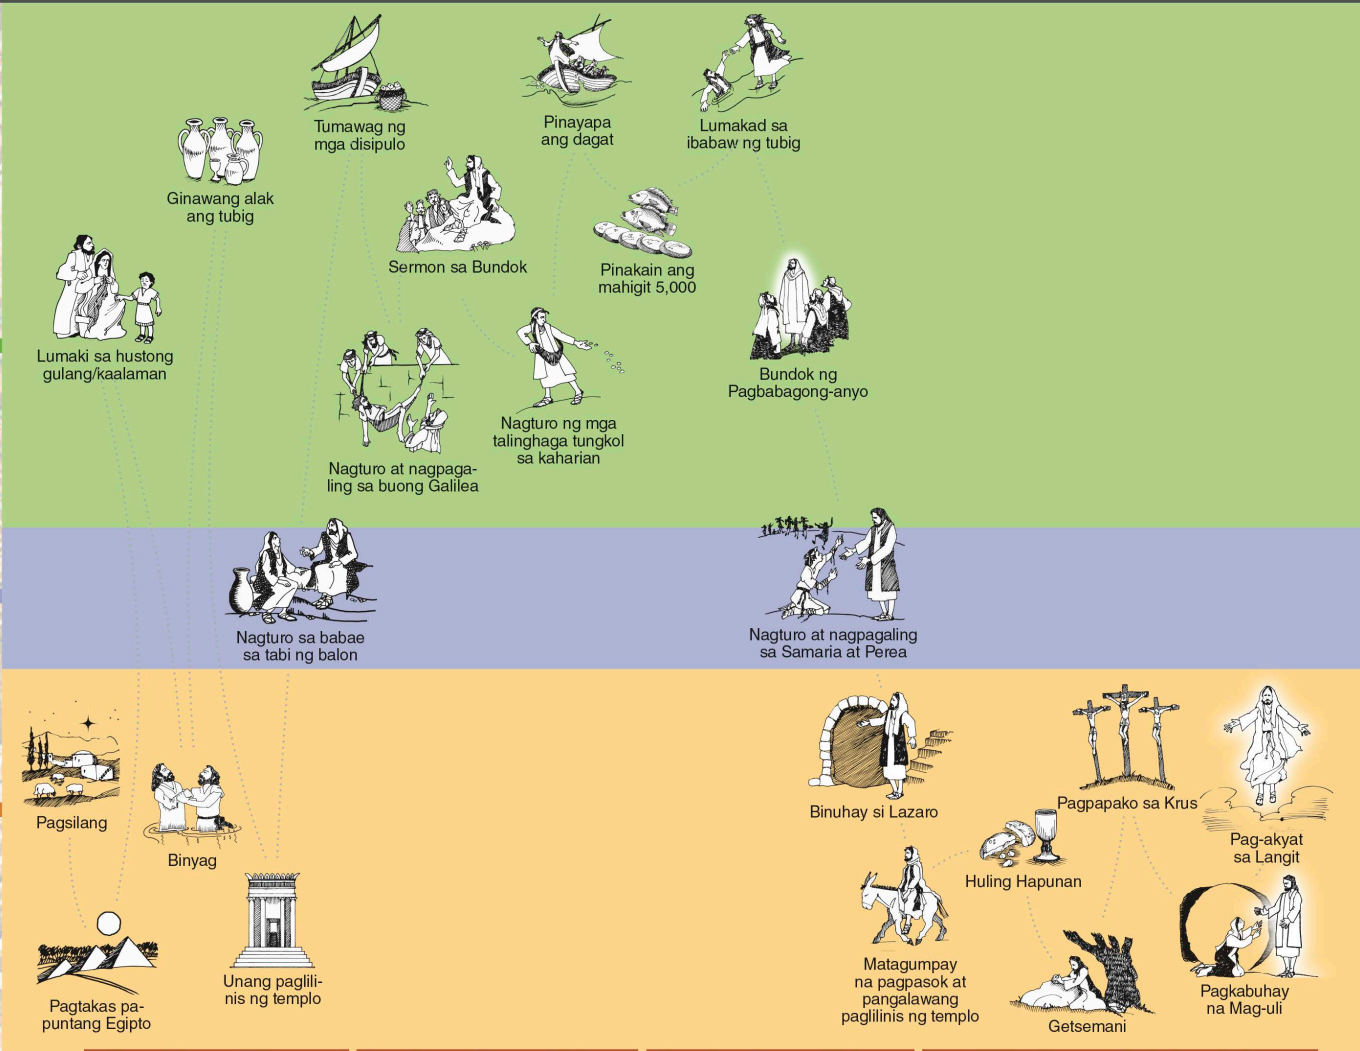 Tumawag ng
mga disipulo
Pinayapa
ang dagat
Lumakad sa
ibabaw ng tubig
Ginawang alak
ang tubig
Sermon sa Bundok
Pinakain ang
mahigit 5,000
Lumaki sa hustong
gulang/kaalaman
Bundok ng
Pagbabagong-anyo
Nagturo ng mga
talinghaga tungkol
sa kaharian
Nagturo at nagpaga-
ling sa buong Galilea
Nagturo sa babae
sa tabi ng balon
Nagturo at nagpagaling
sa Samaria at Perea
Pagsilang
Binyag
Binuhay si Lazaro
Pagpapako sa Krus
Pag-akyat
sa Langit
Huling Hapunan
Pagtakas pa-
puntang Egipto
Unang paglili-
nis ng templo
Matagumpay
na pagpasok at
pangalawang
paglilinis ng templo
Getsemani
Pagkabuhay
na Mag-uli